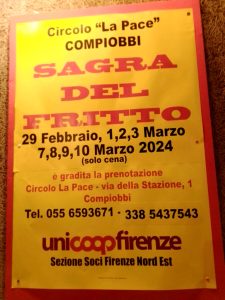 Circolo "La Pace"
COMPIOBBI
SAGRA
DEL
FRITTO
29 Febbraio, 1,2,3 Marzo
7,8,9,10 Marzo 2024
(solo cena)
è gradita la prenotazione
Circolo La Pace - via della Stazione, 1
Compiobbi
Tel. 055 6593671 - 338 5437543
unicoopfirenze
Sezione Soci Firenze Nord Est